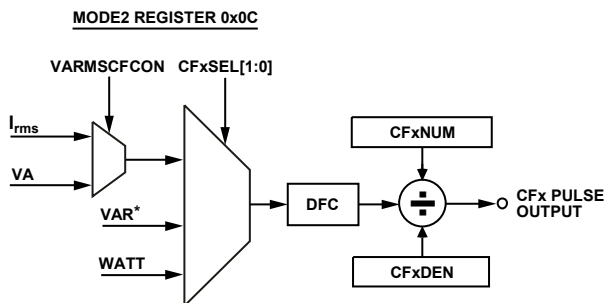 MODE2 REGISTER 0x0C
VARMSCFCON CFxSEL[1:0]
Irms
VA
VAR*
WATT
DFC
CFxNUM
÷
CFxDEN
CFx PULSE
OUTPUT